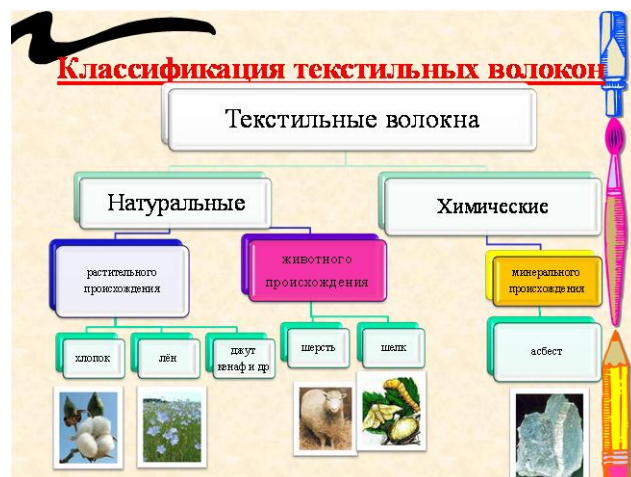 Классификация текстильных волокон
Текстильные волокна
Натуральные
Химические
растительного
происхождения
животного
происхождения
минерального
происхождения
хлопок
лён
джут
кенаф и др
шерсть
шелк
асбест